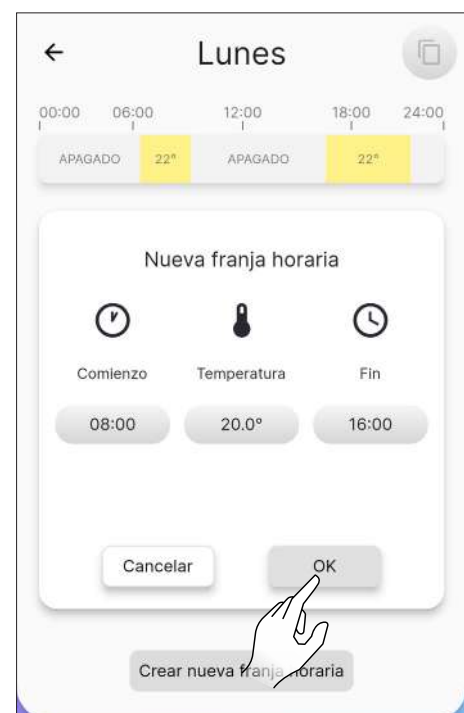 Lunes
00:00 06:00 12:00 18:00 24:00
APAGADO 22° APAGADO 22°
Nueva franja horaria
Comienzo Temperatura Fin
08:00 20.0° 16:00
Cancelar OK
Crear nueva franja horaria